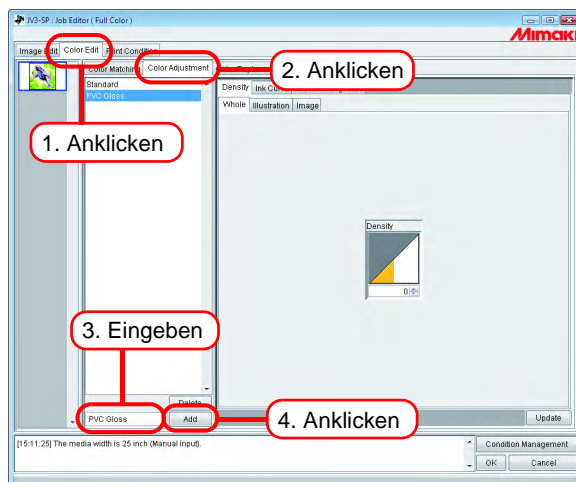 JV3-SP : Job Editor ( Full Color )
Mimaki
Image Edit Color Edit Print Condition
Color Matching Color Adjustment
2. Anklicken
Standard
PVC Gloss
Density Ink Curve
Whole Illustration Image
1. Anklicken
Density
0
3. Eingeben
Delete
PVC Gloss Add
4. Anklicken
Update
[15:11:25] The media width is 25 inch (Manual Input).
Condition Management
OK Cancel